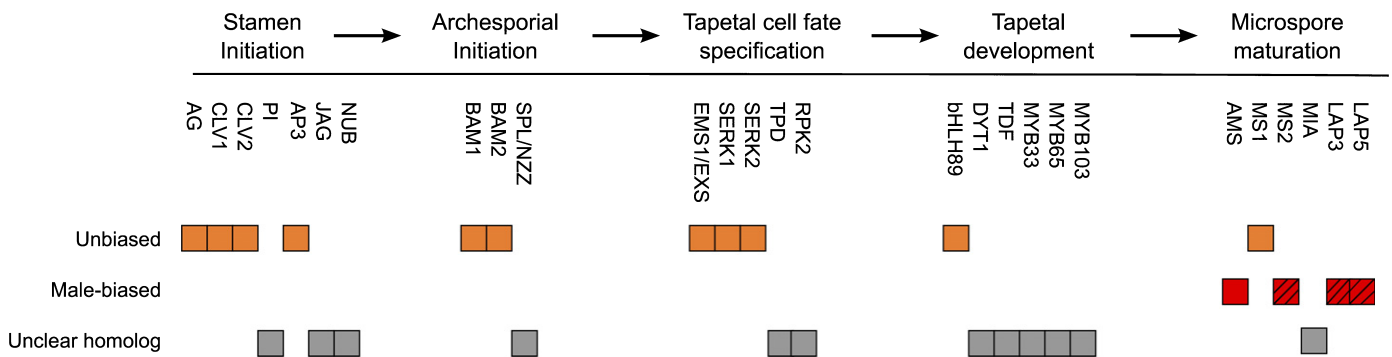 Stamen
Initiation
Archesporial
Initiation
Tapetal cell fate
specification
Tapetal
development
Microspore
maturation
AG
CLV1
CLV2
PI
AP3
JAG
NUB
BAM1
BAM2
SPL/NZZ
EMS1/EXS
SERK1
SERK2
TPD
RPK2
bHLH89
DYT1
TDF
MYB33
MYB65
MYB103
AMS
MS1
MS2
MIA
LAP3
LAP5
Unbiased
Male-biased
Unclear homolog